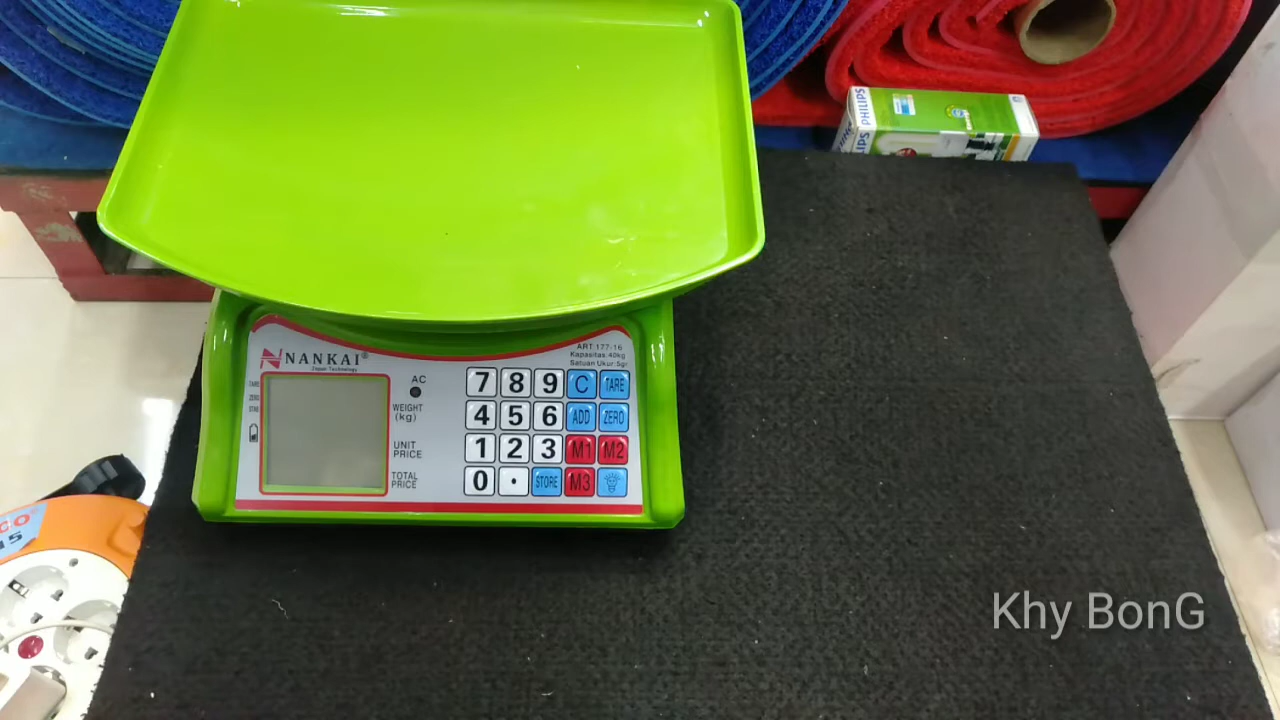 PHILIPS
NANKAI®
Japan Technology
ART.177-16
Kapasitas.40kg
Satuan Ukur.5gr
TARE
ZERO
AC
WEIGHT
(kg)
UNIT
PRICE
TOTAL
PRICE
7 8 9 C TARE
4 5 6 ADD ZERO
1 2 3 M1 M2
0 . STORE M3
Khy BonG